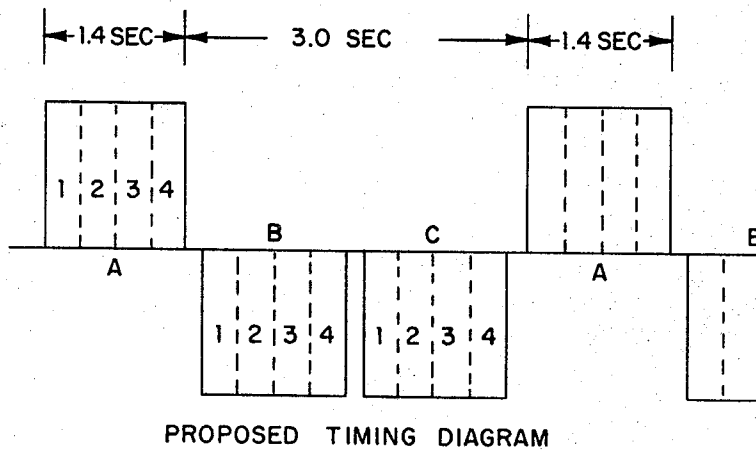 1.4 SEC 3.0 SEC 1.4 SEC
1 2 3 4
B C B
A A
1 2 3 4 1 2 3 4
PROPOSED TIMING DIAGRAM